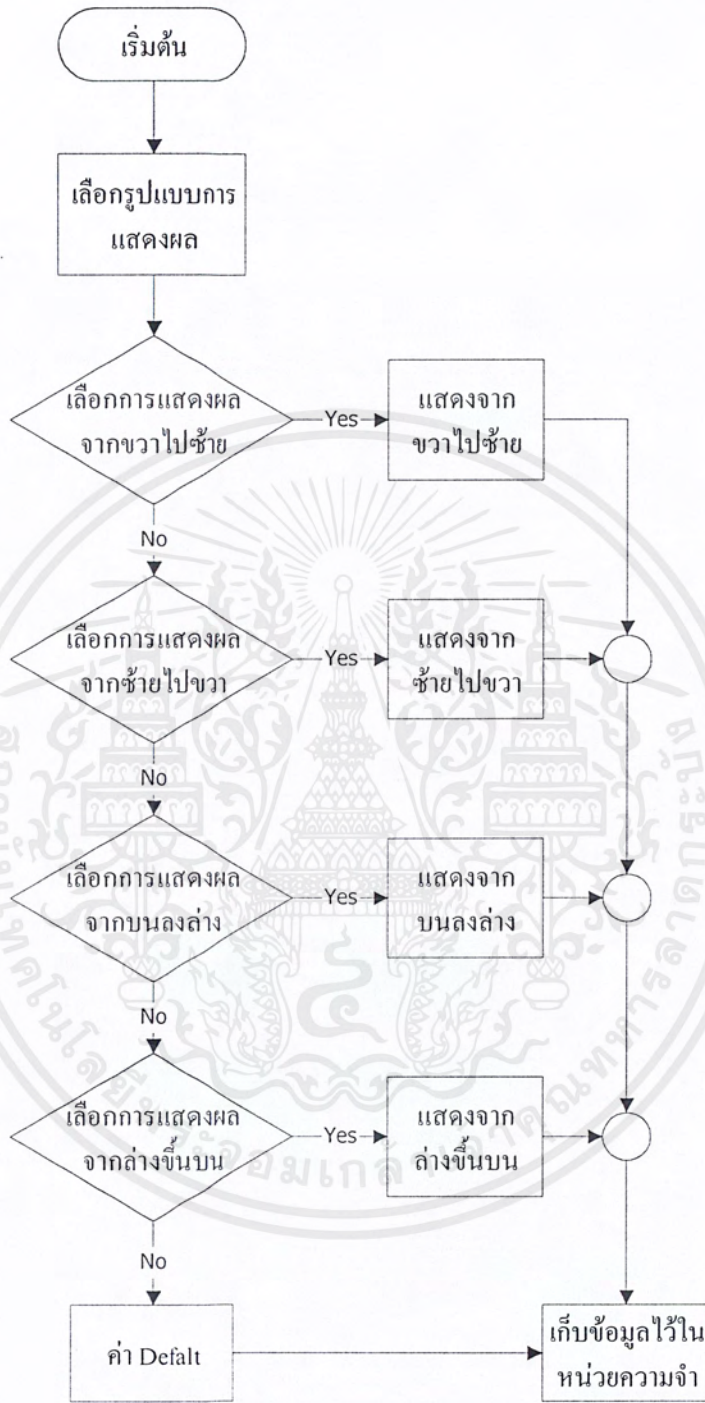 เริ่มต้น
เลือกรูปแบบการ
แสดงผล
เลือกการแสดงผล
จากขวาไปซ้าย
Yes
แสดงจาก
ขวาไปซ้าย
No
เลือกการแสดงผล
จากซ้ายไปขวา
Yes
แสดงจาก
ซ้ายไปขวา
No
เลือกการแสดงผล
จากบนลงล่าง
Yes
แสดงจาก
บนลงล่าง
No
เลือกการแสดงผล
จากล่างขึ้นบน
Yes
แสดงจาก
ล่างขึ้นบน
No
ค่า Defalt
เก็บข้อมูลไว้ใน
หน่วยความจำ